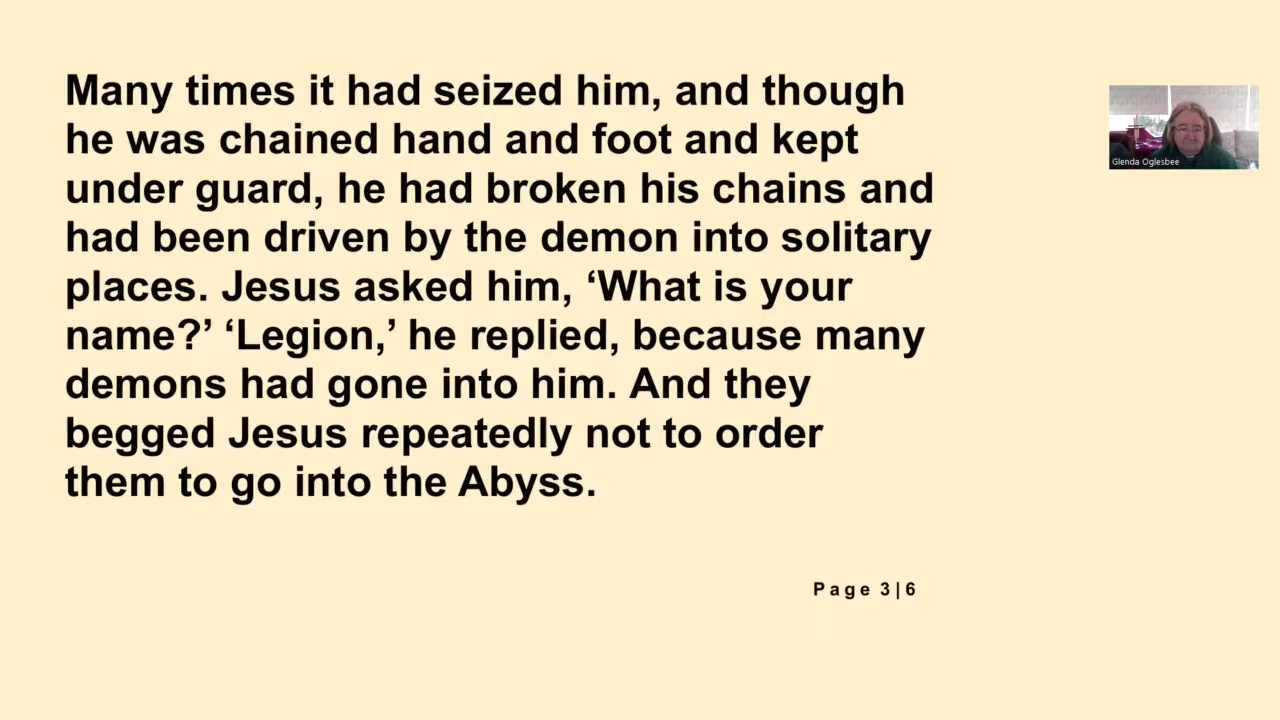 Many times it had seized him, and though
he was chained hand and foot and kept
under guard, he had broken his chains and
had been driven by the demon into solitary
places. Jesus asked him, ‘What is your
name?’ ‘Legion,’ he replied, because many
demons had gone into him. And they
begged Jesus repeatedly not to order
them to go into the Abyss.
Glenda Oglesbee
Page 3|6